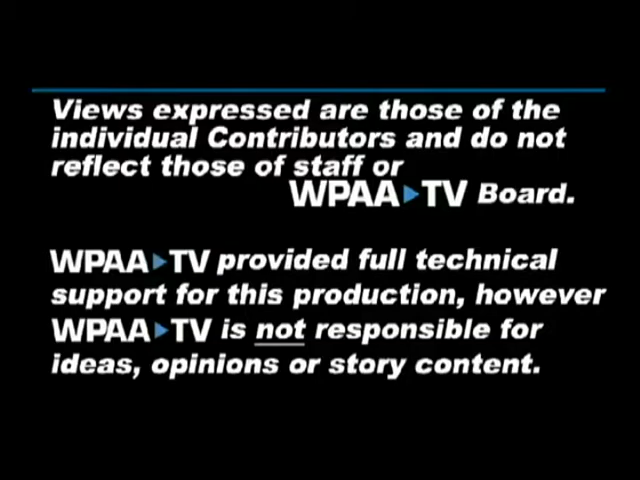 Views expressed are those of the
individual Contributors and do not
reflect those of staff or
WPAA▶TV Board.
WPAA▶TV provided full technical
support for this production, however
WPAA▶TV is not responsible for
ideas, opinions or story content.